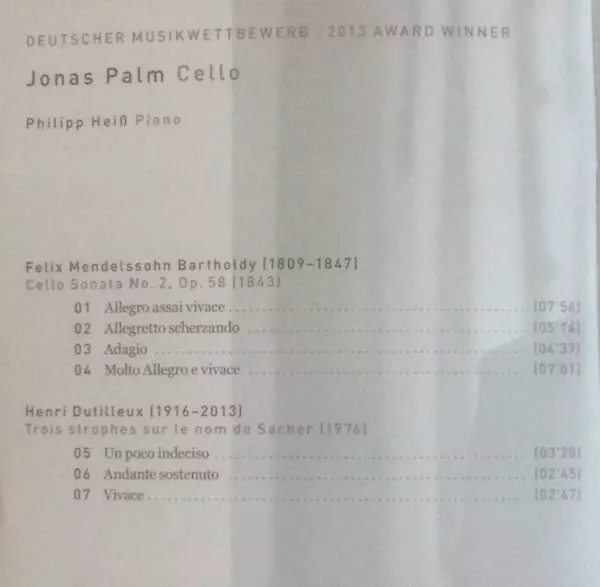 DEUTSCHER MUSIKWETTBEWERB · 2013 AWARD WINNER
Jonas Palm Cello
Philipp Heiß Piano
Felix Mendelssohn Bartholdy (1809–1847)
Cello Sonata No. 2, Op. 58 (1843)
01 Allegro assai vivace (07'56)
02 Allegretto scherzando (05'14)
03 Adagio (04'37)
04 Molto Allegro e vivace (07'01)
Henri Dutilleux (1916–2013)
Trois strophes sur le nom de Sacher (1976)
05 Un poco indeciso (03'28)
06 Andante sostenuto (02'45)
07 Vivace (02'47)